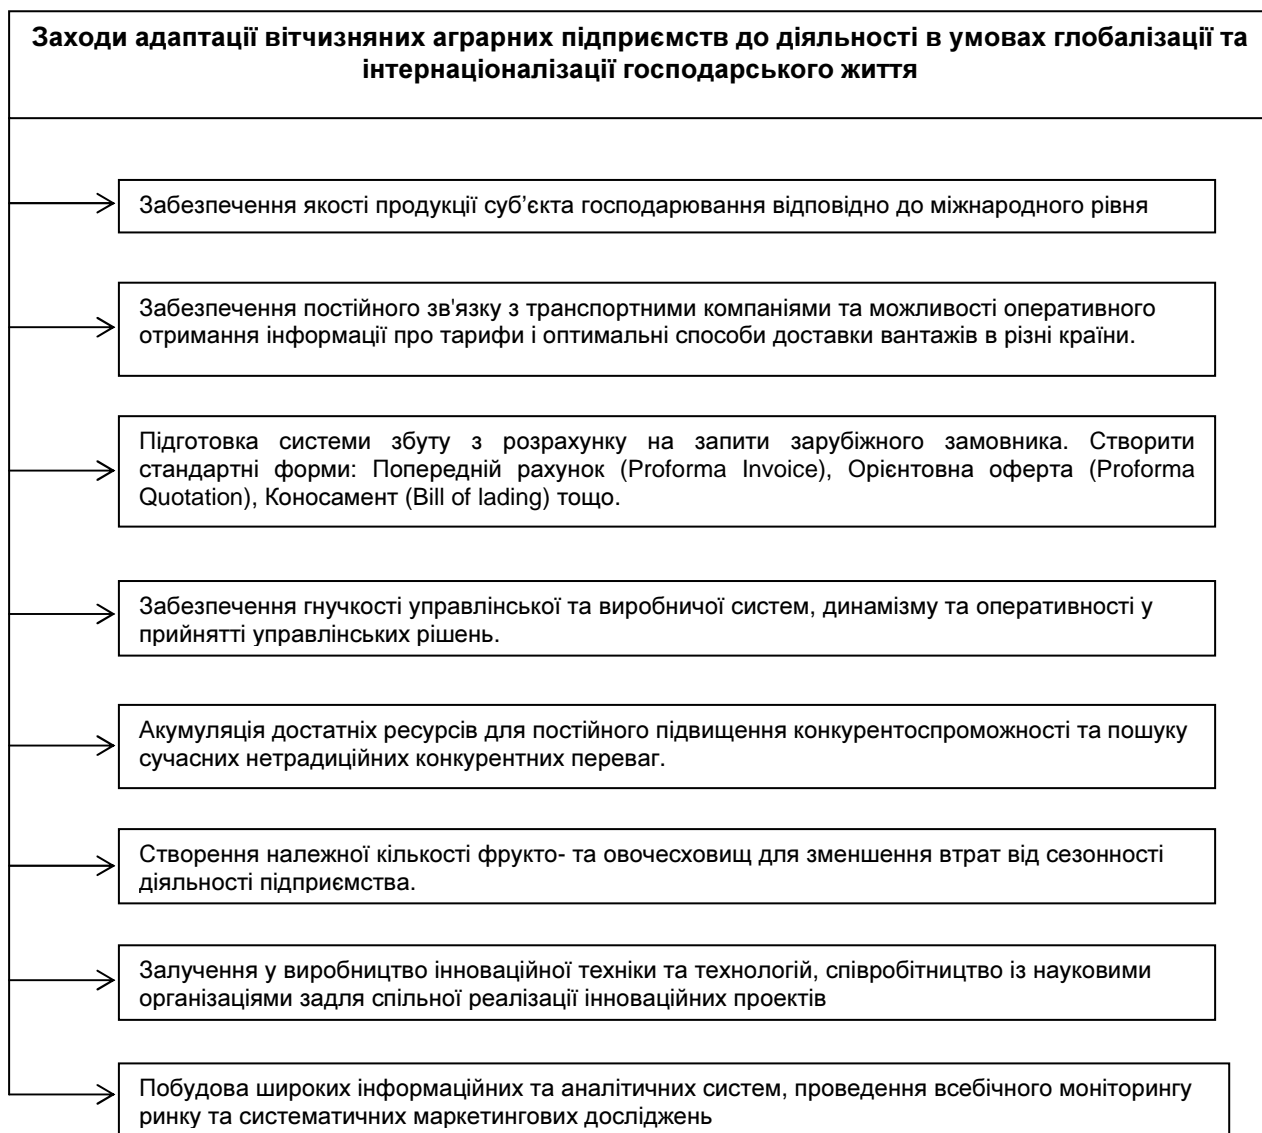 Заходи адаптації вітчизняних аграрних підприємств до діяльності в умовах глобалізації та
інтернаціоналізації господарського життя
Забезпечення якості продукції суб’єкта господарювання відповідно до міжнародного рівня
Забезпечення постійного зв'язку з транспортними компаніями та можливості оперативного
отримання інформації про тарифи і оптимальні способи доставки вантажів в різні країни.
Підготовка системи збуту з розрахунку на запити зарубіжного замовника. Створити
стандартні форми: Попередній рахунок (Proforma Invoice), Орієнтовна оферта (Proforma
Quotation), Коносамент (Bill of lading) тощо.
Забезпечення гнучкості управлінської та виробничої систем, динамізму та оперативності у
прийнятті управлінських рішень.
Акумуляція достатніх ресурсів для постійного підвищення конкурентоспроможності та пошуку
сучасних нетрадиційних конкурентних переваг.
Створення належної кількості фрукто- та овочесховищ для зменшення втрат від сезонності
діяльності підприємства.
Залучення у виробництво інноваційної техніки та технологій, співробітництво із науковими
організаціями задля спільної реалізації інноваційних проектів
Побудова широких інформаційних та аналітичних систем, проведення всебічного моніторингу
ринку та систематичних маркетингових досліджень